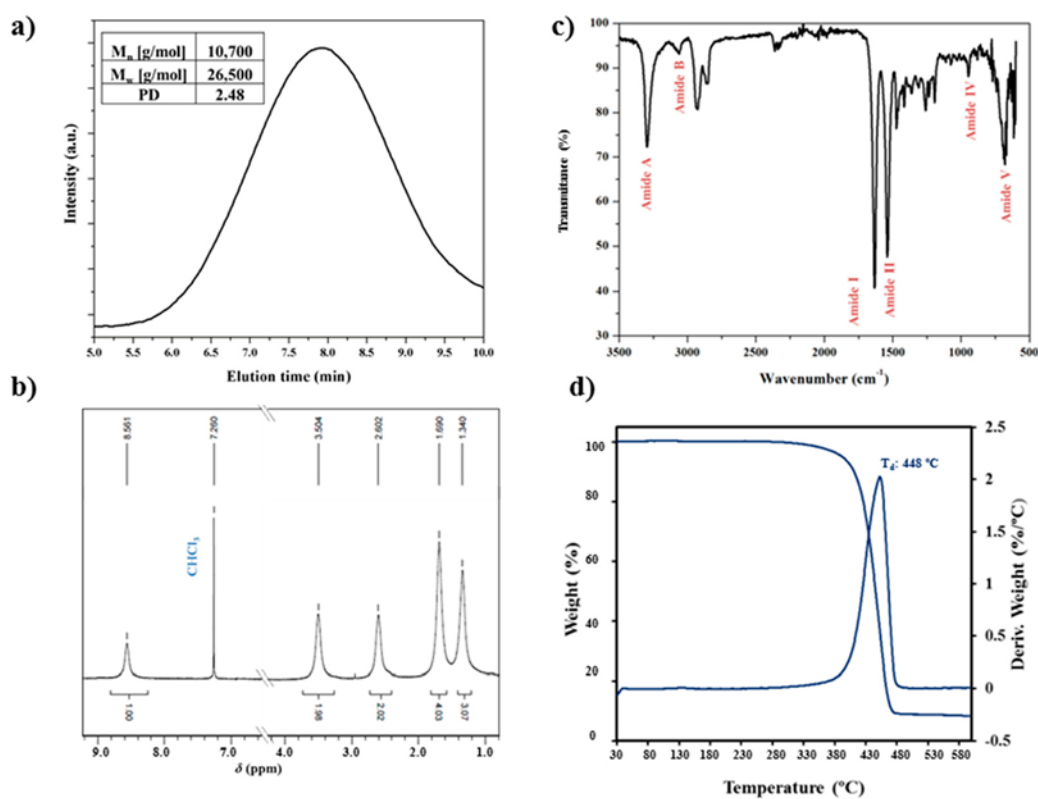 a)
M_n [g/mol] 10,700
M_w [g/mol] 26,500
PD 2.48
Intensity (a.u.)
5.0 5.5 6.0 6.5 7.0 7.5 8.0 8.5 9.0 9.5 10.0
Elution time (min)
c)
100
90
80
70
60
50
40
30
Transmitance (%)
Amide A
Amide B
Amide I
Amide II
Amide IV
Amide V
3500 3000 2500 2000 1500 1000 500
Wavenumber (cm⁻¹)
b)
8.561 7.260 3.504 2.602 1.690 1.340
CHCl₃
1.00 1.98 2.02 4.03 3.07
9.0 8.0 7.0 4.0 3.0 2.0 1.0
δ (ppm)
d)
T_d: 448 ºC
100
80
60
40
20
0
Weight (%)
2.5
2
1.5
1
0.5
0
-0.5
Deriv. Weight (%/ºC)
30 80 130 180 230 280 330 380 430 480 530 580
Temperature (ºC)